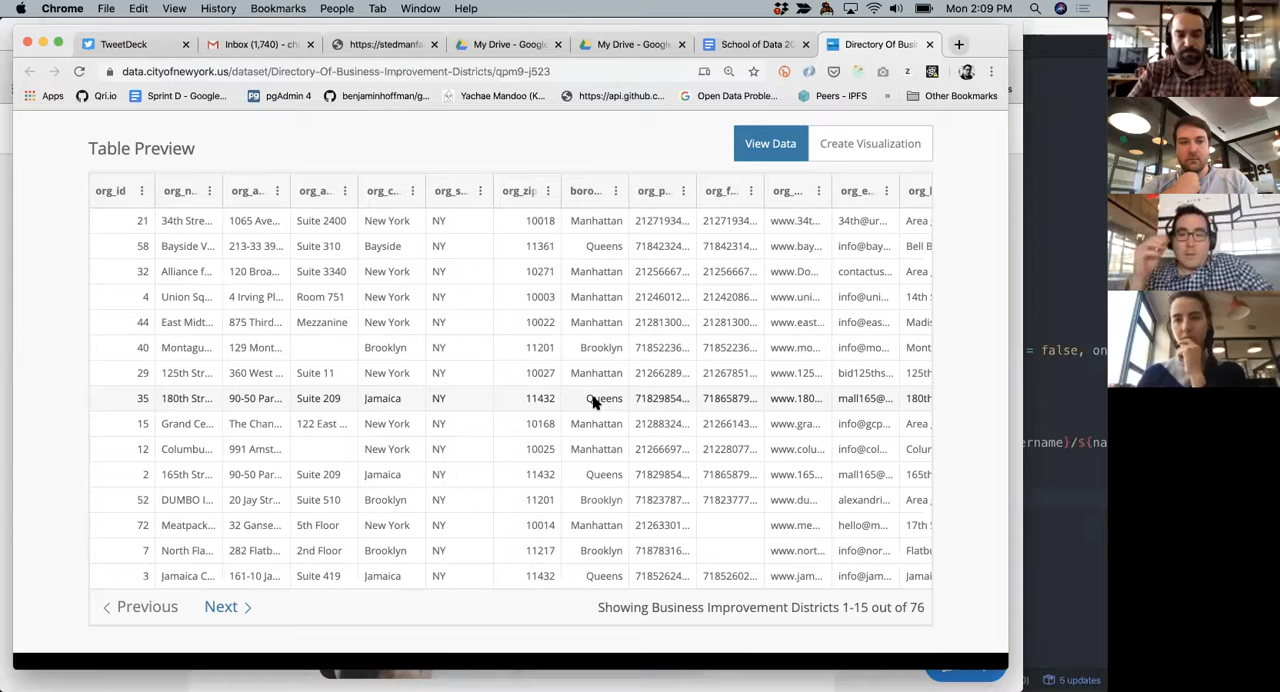 Chrome File Edit View History Bookmarks People Tab Window Help Mon 2:09 PM
TweetDeck Inbox (1,740) – ch https://stedmanfa My Drive - Googl My Drive - Googl School of Data 20 Directory Of Busi
data.cityofnewyork.us/dataset/Directory-Of-Business-Improvement-Districts/qpm9-j523
Apps Qri.io Sprint D - Google... pgAdmin 4 benjaminhoffman/g... Yachae Mandoo (K... https://api.github.c... Open Data Proble... Peers - IPFS » Other Bookmarks
Table Preview View Data Create Visualization
org_id org_n.. org_a.. org_a.. org_c.. org_s.. org_zip boro... org_p.. org_f.. org_... org_e..
21 34th Stre... 1065 Ave... Suite 2400 New York NY 10018 Manhattan 21271934... 21271934... www.34t... 34th@ur... Area
58 Bayside V... 213-33 39... Suite 310 Bayside NY 11361 Queens 71842324... 71842314... www.bay... info@bay... Bell B
32 Alliance f... 120 Broa... Suite 3340 New York NY 10271 Manhattan 21256667... 21256667... www.Do... contactus... Area
4 Union Sq... 4 Irving Pl... Room 751 New York NY 10003 Manhattan 21246012... 21242086... www.uni... info@uni... 14th
44 East Midt... 875 Third... Mezzanine New York NY 10022 Manhattan 21281300... 21281300... www.east... info@eas... Madis
40 Montagu... 129 Mont... Brooklyn NY 11201 Brooklyn 71852236... 71852236... www.mo... info@mo... Mont
29 125th Str... 360 West ... Suite 11 New York NY 10027 Manhattan 21266289... 21267851... www.125... bid125ths... 125th
35 180th Str... 90-50 Par... Suite 209 Jamaica NY 11432 Queens 71829854... 71865879... www.180... mall165@... 180th
15 Grand Ce... The Chan... 122 East ... New York NY 10168 Manhattan 21288324... 21266143... www.gra... info@gcp... Area
12 Columbu... 991 Amst... New York NY 10025 Manhattan 21266697... 21228077... www.colu... info@col... Colur
2 165th Str... 90-50 Par... Suite 209 Jamaica NY 11432 Queens 71829854... 71865879... www.165... mall165@... 165th
52 DUMBO I... 20 Jay Str... Suite 510 Brooklyn NY 11201 Brooklyn 71823787... 71823777... www.du... alexandri... Area
72 Meatpack... 32 Ganse... 5th Floor New York NY 10014 Manhattan 21263301... www.me... hello@m... 17th
7 North Fla... 282 Flatb... 2nd Floor Brooklyn NY 11217 Brooklyn 71878316... www.nort... info@nor... Flatbu
3 Jamaica C... 161-10 Ja... Suite 419 Jamaica NY 11432 Queens 71852624... 71852602... www.jam... info@jam... Jamai
Previous Next Showing Business Improvement Districts 1-15 out of 76
= false, on
ername}/${na
5 updates